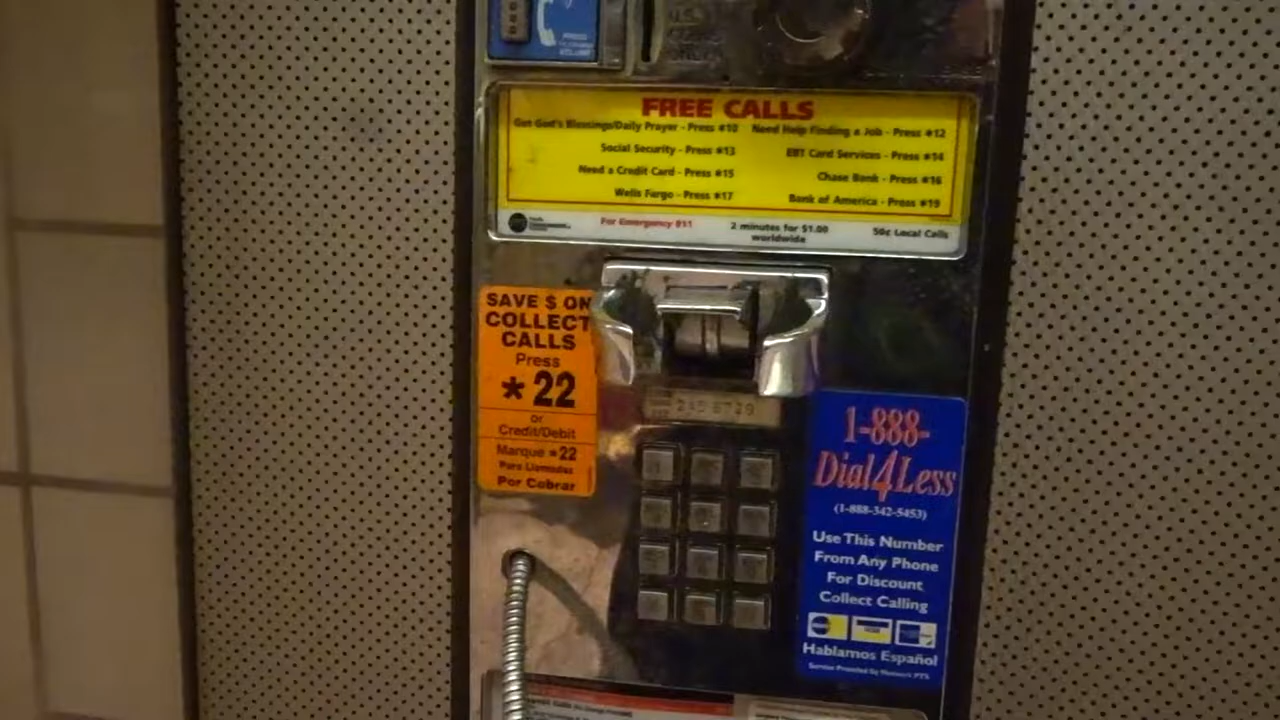 FREE CALLS
Get God's Blessings/Daily Prayer - Press #10 Need Help Finding a Job - Press #12
Social Security - Press #13 EBT Card Services - Press #14
Need a Credit Card - Press #15 Chase Bank - Press #16
Wells Fargo - Press #17 Bank of America - Press #19
For Emergency 911 2 minutes for $1.00 50¢ Local Calls
worldwide
SAVE $ ON
COLLECT
CALLS
Press
*22
or
Credit/Debit
Marque *22
Para Llamadas
Por Cobrar
1-888-
Dial4Less
(1-888-342-5453)
Use This Number
From Any Phone
For Discount
Collect Calling
Hablamos Español
Service Provided by